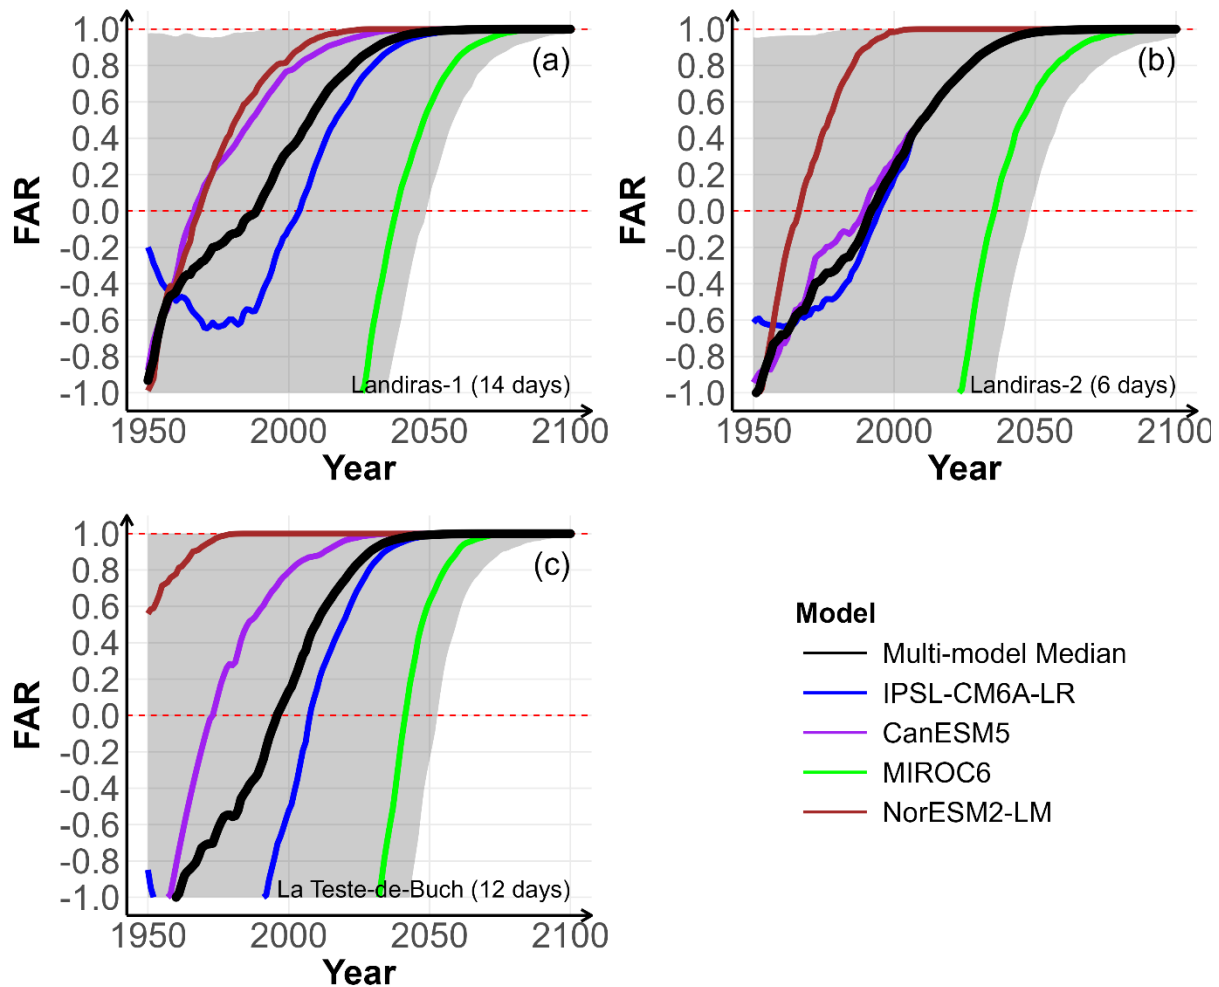 1.0
0.8
0.6
0.4
0.2
0.0
-0.2
-0.4
-0.6
-0.8
-1.0
FAR
(a)
Landiras-1 (14 days)
1950 2000 2050 2100
Year
1.0
0.8
0.6
0.4
0.2
0.0
-0.2
-0.4
-0.6
-0.8
-1.0
FAR
(b)
Landiras-2 (6 days)
1950 2000 2050 2100
Year
1.0
0.8
0.6
0.4
0.2
0.0
-0.2
-0.4
-0.6
-0.8
-1.0
FAR
(c)
La Teste-de-Buch (12 days)
1950 2000 2050 2100
Year
Model
Multi-model Median
IPSL-CM6A-LR
CanESM5
MIROC6
NorESM2-LM